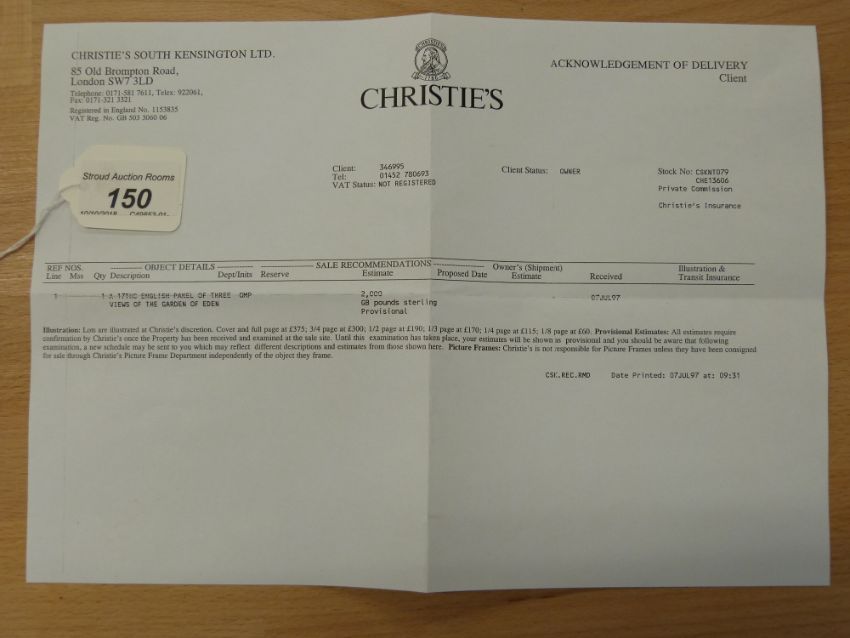 CHRISTIE'S SOUTH KENSINGTON LTD.
85 Old Brompton Road,
London SW7 3LD
Telephone: 0171-581 7611, Telex: 922061,
Fax: 0171-321 3321
Registered in England No. 1153835
VAT Reg. No. GB 503 3060 06
CHRISTIE'S
ACKNOWLEDGEMENT OF DELIVERY
Client
Stroud Auction Rooms
150
Client: 346995
Tel: 01452 780693
VAT Status: NOT REGISTERED
Client Status: OWNER
Stock No: CSKNT079
CHE13606
Private Commission
Christie's Insurance
REF NOS. OBJECT DETAILS SALE RECOMMENDATIONS Owner's (Shipment) Illustration &
Line Mss Qty Description Dept/Inits Reserve Estimate Proposed Date Estimate Received Transit Insurance
1 1 A 17THC ENGLISH PANEL OF THREE GMP 2,000 07JUL97
VIEWS OF THE GARDEN OF EDEN GB pounds sterling
Provisional
Illustration: Lots are illustrated at Christie's discretion. Cover and full page at £375; 3/4 page at £300; 1/2 page at £190; 1/3 page at £170; 1/4 page at £115; 1/8 page at £60. Provisional Estimates: All estimates require
confirmation by Christie's once the Property has been received and examined at the sale site. Until this examination has taken place, your estimates will be shown as provisional and you should be aware that following
examination, a new schedule may be sent to you which may reflect different descriptions and estimates from those shown here. Picture Frames: Christie's is not responsible for Picture Frames unless they have been consigned
for sale through Christie's Picture Frame Department independently of the object they frame.
CSK.REC.RMD Date Printed: 07JUL97 at: 09:31